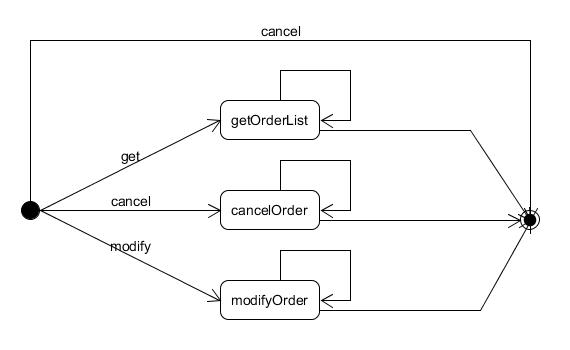 cancel
getOrderList
get
cancel
cancelOrder
modify
modifyOrder